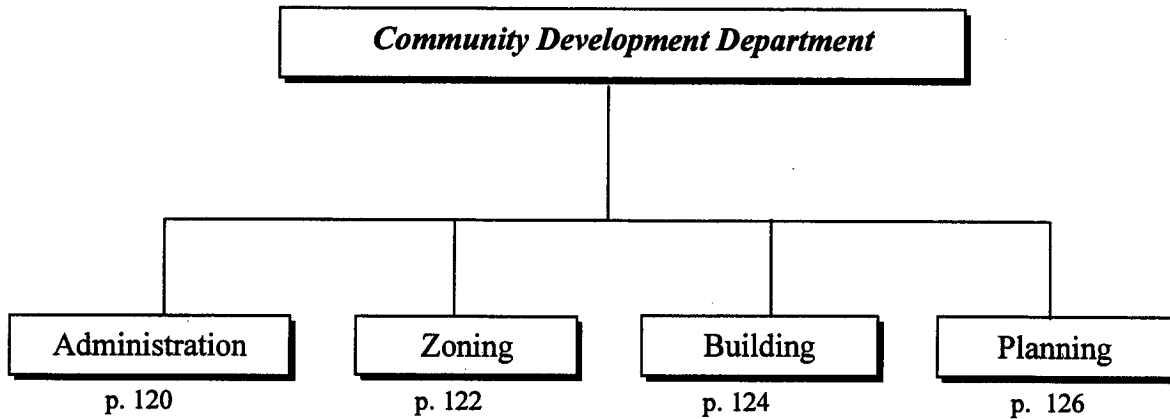 Community Development Department
Administration Zoning Building Planning
p. 120 p. 122 p. 124 p. 126